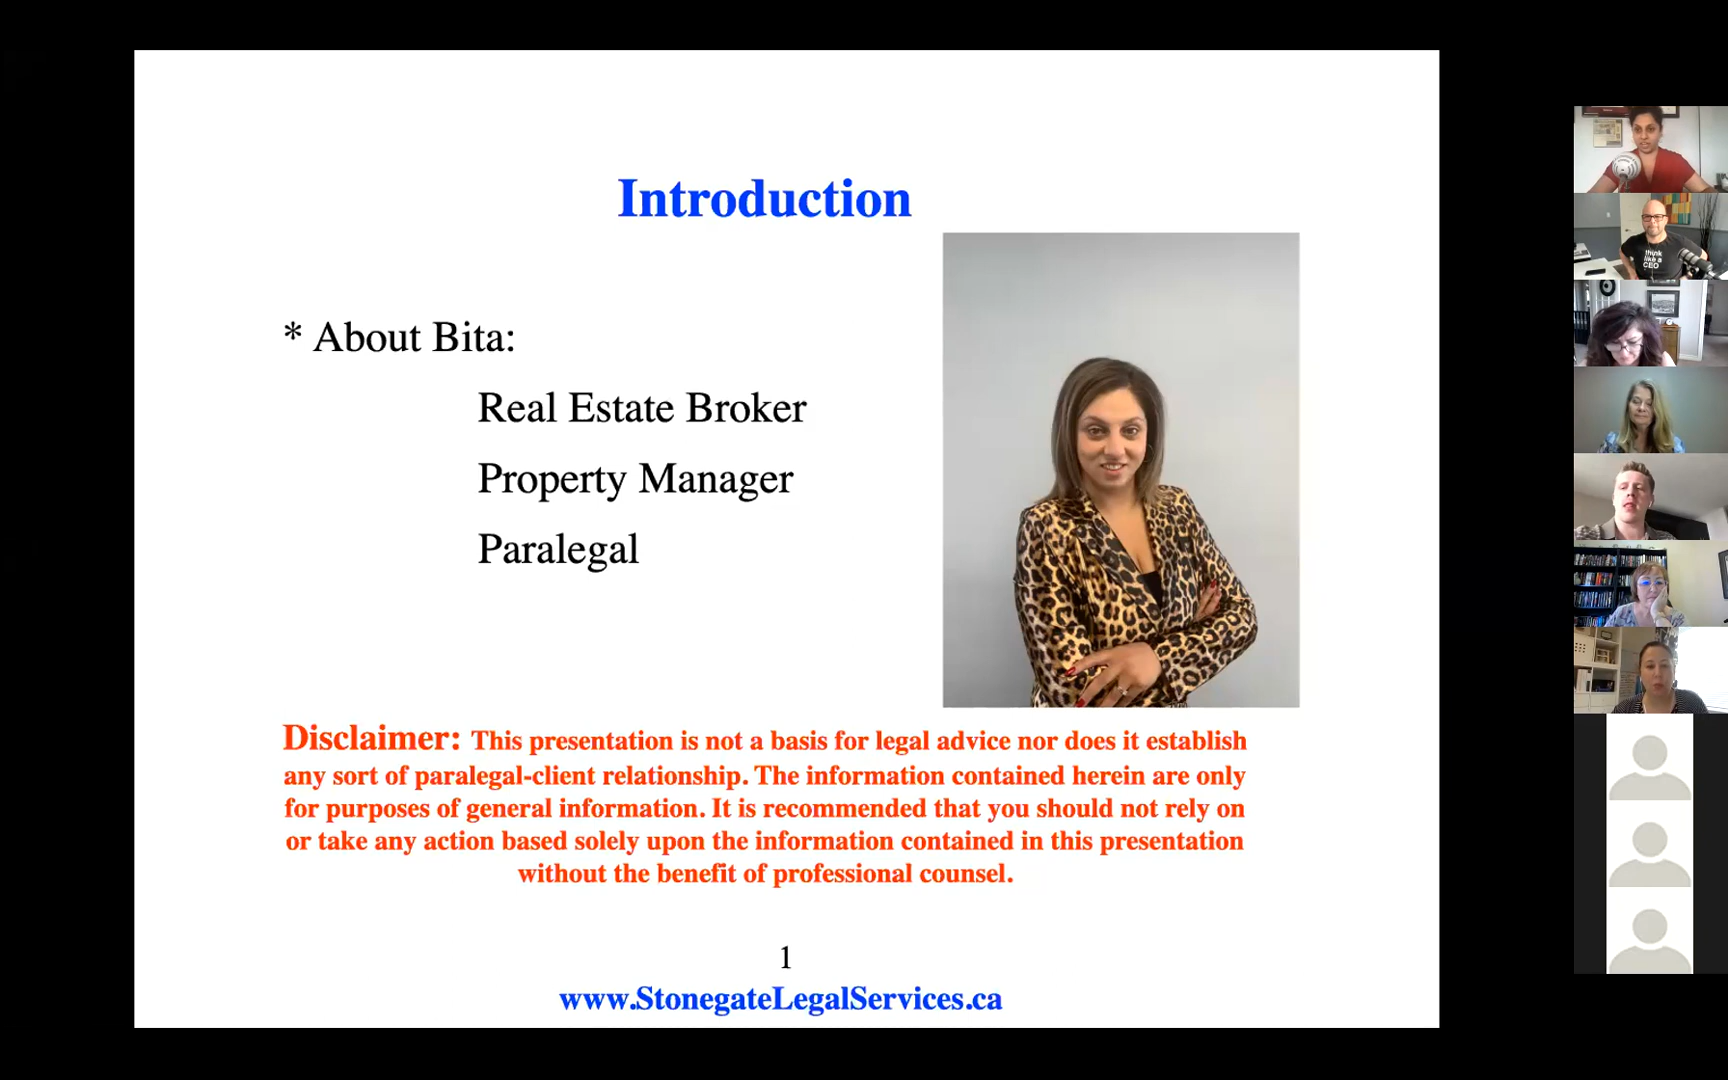 Introduction
* About Bita:
Real Estate Broker
Property Manager
Paralegal
Disclaimer: This presentation is not a basis for legal advice nor does it establish
any sort of paralegal-client relationship. The information contained herein are only
for purposes of general information. It is recommended that you should not rely on
or take any action based solely upon the information contained in this presentation
without the benefit of professional counsel.
1
www.StonegateLegalServices.ca
think
like a
CEO